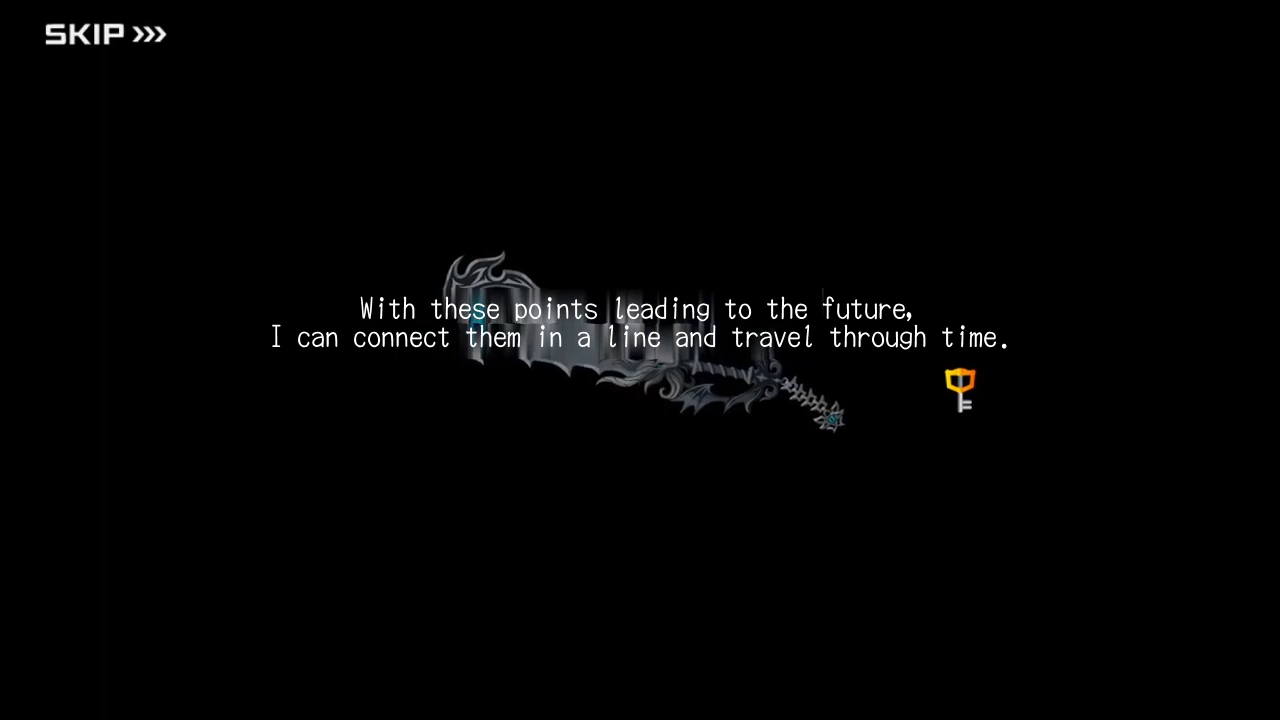 SKIP >>>
With these points leading to the future,
I can connect them in a line and travel through time.